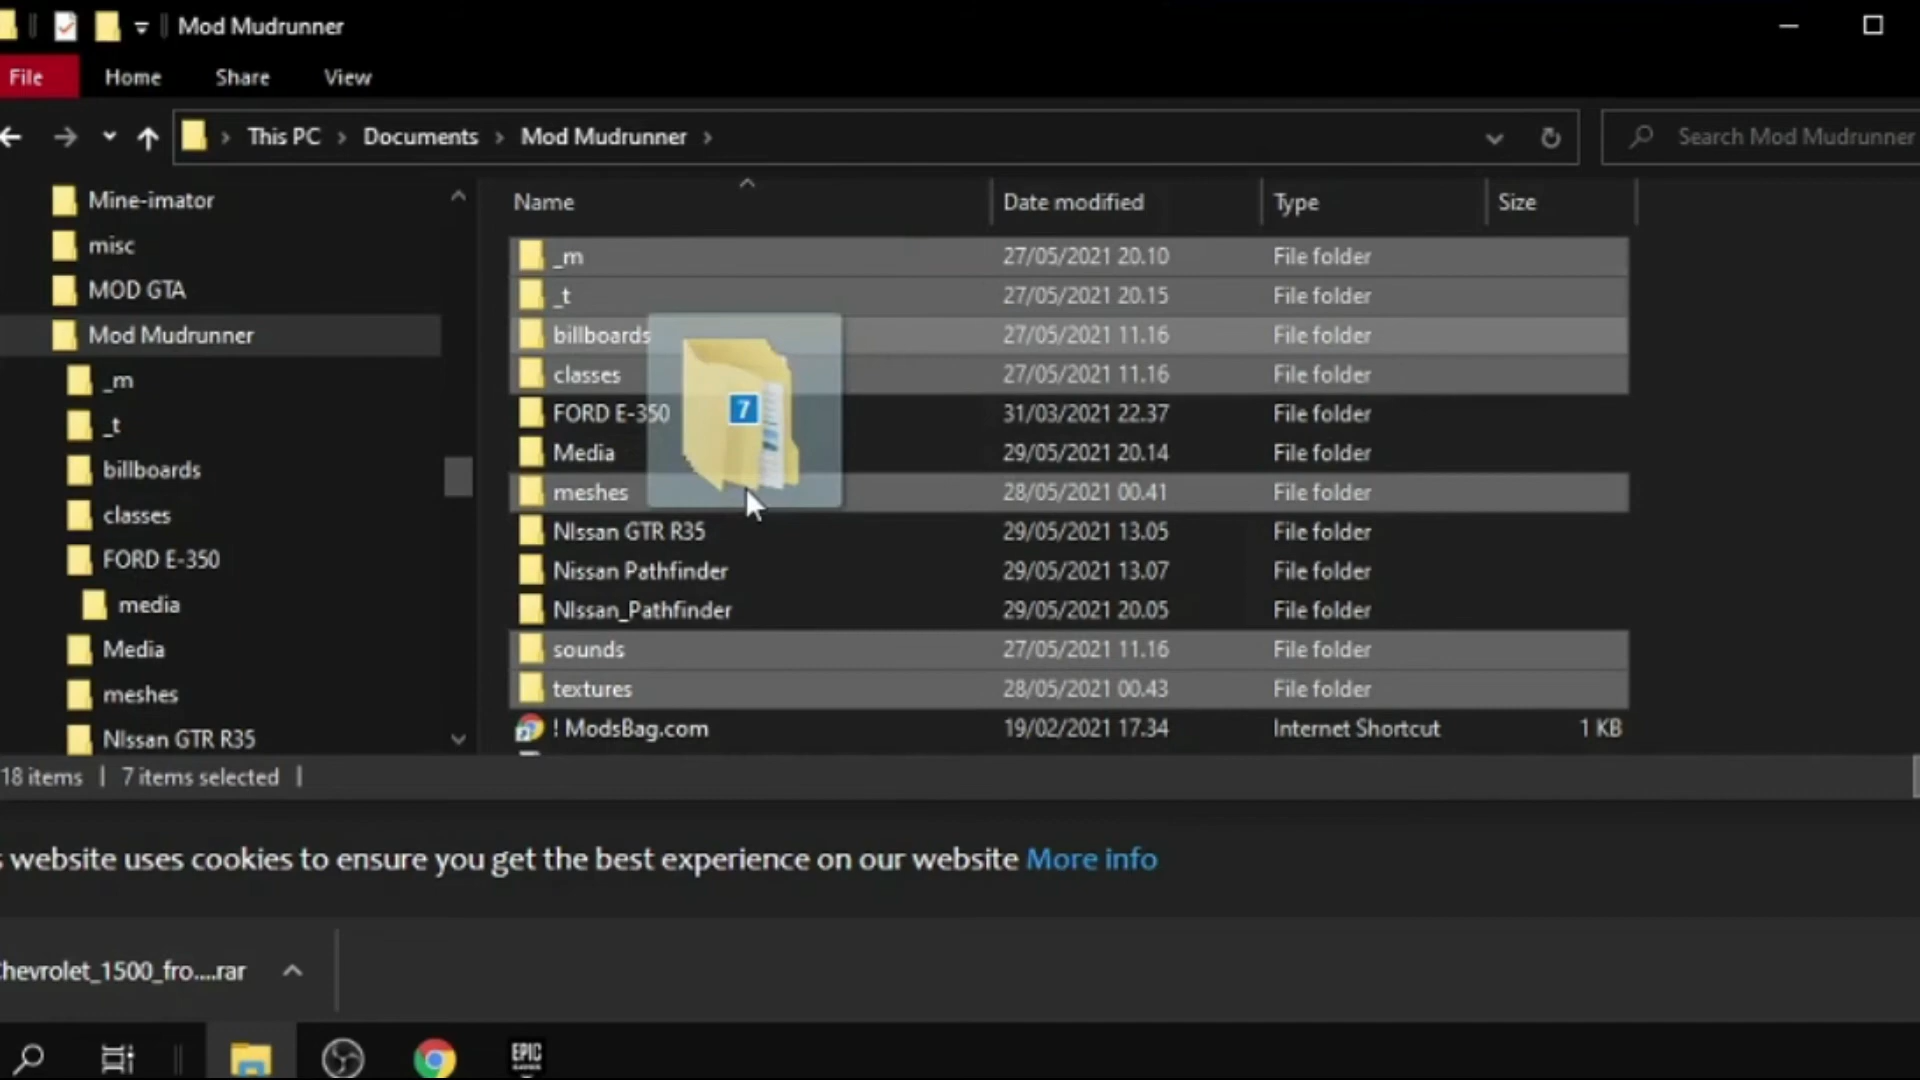 Mod Mudrunner
File Home Share View
This PC Documents Mod Mudrunner
Search Mod Mudrunner
Mine-imator
misc
MOD GTA
Mod Mudrunner
_m
_t
billboards
classes
FORD E-350
media
Media
meshes
NIssan GTR R35
Name Date modified Type Size
_m 27/05/2021 20.10 File folder
_t 27/05/2021 20.15 File folder
billboards 27/05/2021 11.16 File folder
classes 27/05/2021 11.16 File folder
FORD E-350 31/03/2021 22.37 File folder
Media 29/05/2021 20.14 File folder
meshes 28/05/2021 00.41 File folder
NIssan GTR R35 29/05/2021 13.05 File folder
Nissan Pathfinder 29/05/2021 13.07 File folder
NIssan_Pathfinder 29/05/2021 20.05 File folder
sounds 27/05/2021 11.16 File folder
textures 28/05/2021 00.43 File folder
! ModsBag.com 19/02/2021 17.34 Internet Shortcut 1 KB
7
18 items 7 items selected
s website uses cookies to ensure you get the best experience on our website More info
hevrolet_1500_fro....rar
EPIC